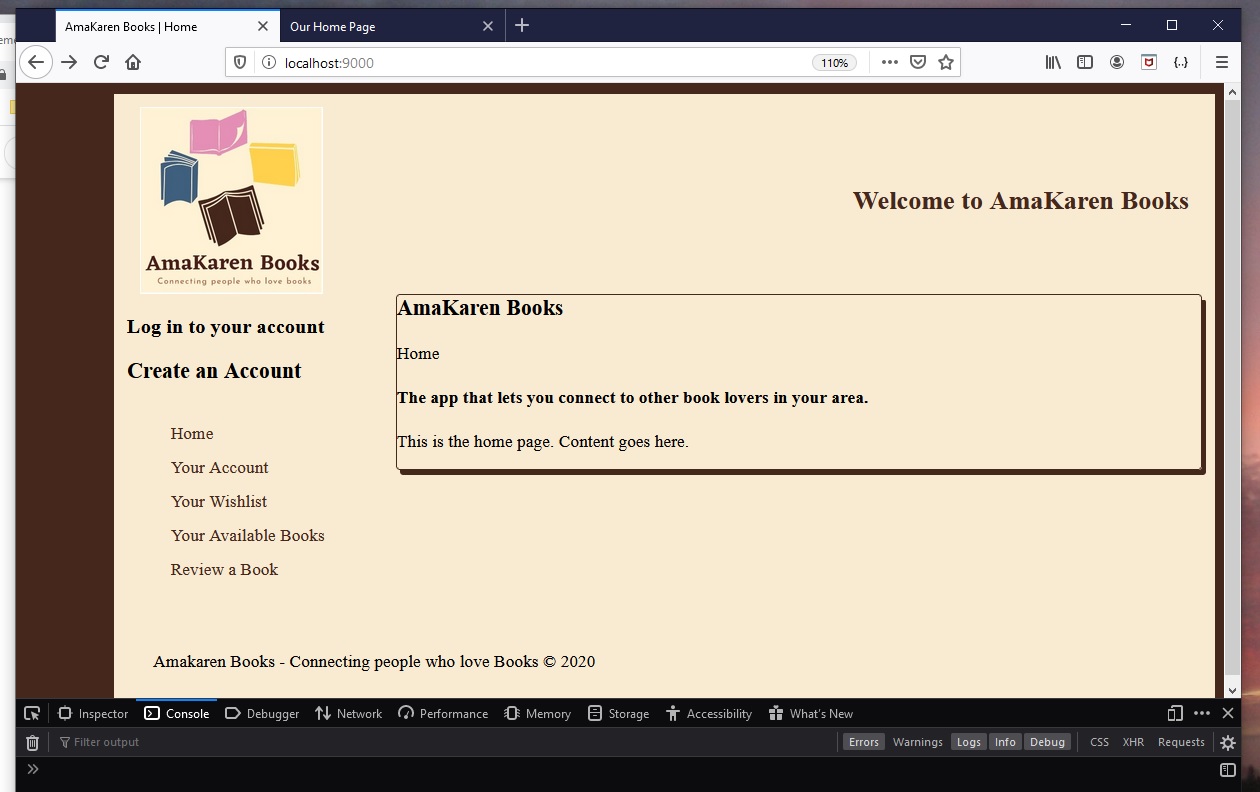 AmaKaren Books | Home
Our Home Page
localhost:9000
110%
AmaKaren Books
Connecting people who love books
Welcome to AmaKaren Books
Log in to your account
Create an Account
Home
Your Account
Your Wishlist
Your Available Books
Review a Book
AmaKaren Books
Home
The app that lets you connect to other book lovers in your area.
This is the home page. Content goes here.
Amakaren Books - Connecting people who love Books © 2020
Inspector Console Debugger Network Performance Memory Storage Accessibility What's New
Filter output Errors Warnings Logs Info Debug CSS XHR Requests